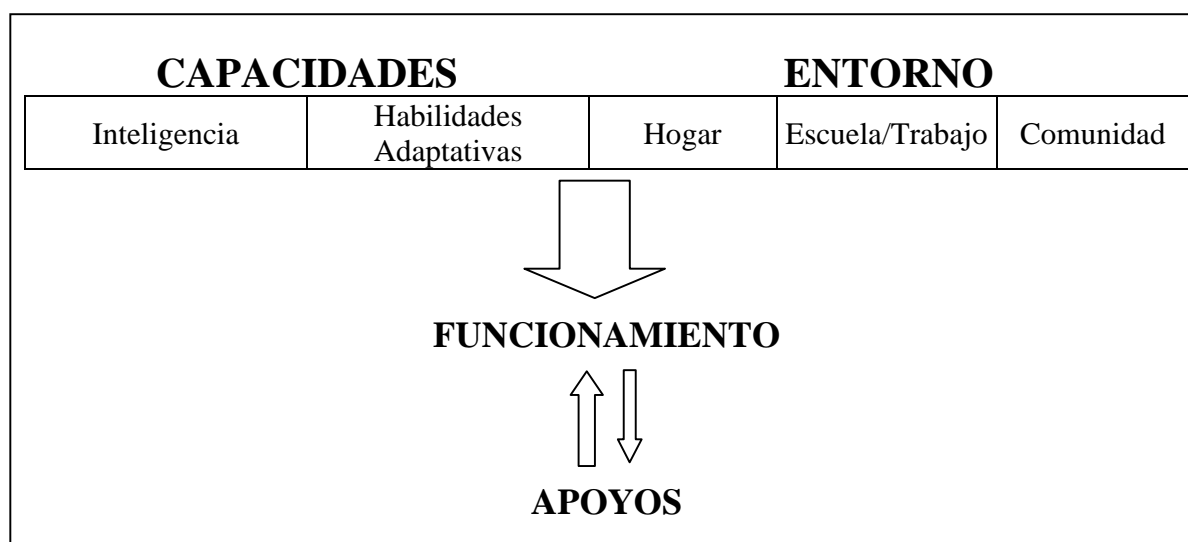 CAPACIDADES ENTORNO
Inteligencia Habilidades Adaptativas Hogar Escuela/Trabajo Comunidad
FUNCIONAMIENTO
APOYOS